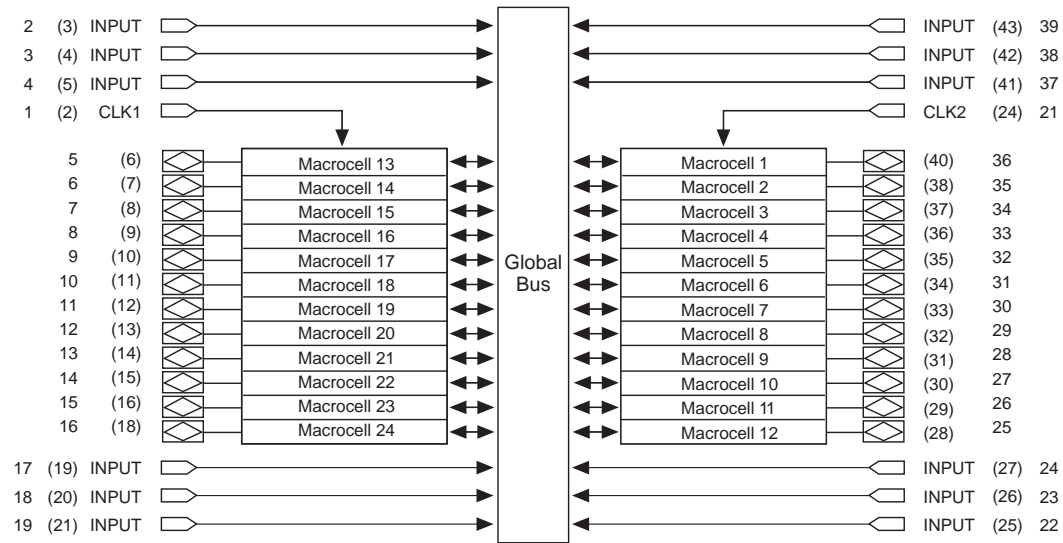 2 (3) INPUT INPUT (43) 39
3 (4) INPUT INPUT (42) 38
4 (5) INPUT INPUT (41) 37
1 (2) CLK1 CLK2 (24) 21
5 (6) Macrocell 13 Macrocell 1 (40) 36
6 (7) Macrocell 14 Macrocell 2 (38) 35
7 (8) Macrocell 15 Macrocell 3 (37) 34
8 (9) Macrocell 16 Macrocell 4 (36) 33
9 (10) Macrocell 17 Global Macrocell 5 (35) 32
10 (11) Macrocell 18 Bus Macrocell 6 (34) 31
11 (12) Macrocell 19 Macrocell 7 (33) 30
12 (13) Macrocell 20 Macrocell 8 (32) 29
13 (14) Macrocell 21 Macrocell 9 (31) 28
14 (15) Macrocell 22 Macrocell 10 (30) 27
15 (16) Macrocell 23 Macrocell 11 (29) 26
16 (18) Macrocell 24 Macrocell 12 (28) 25
17 (19) INPUT INPUT (27) 24
18 (20) INPUT INPUT (26) 23
19 (21) INPUT INPUT (25) 22